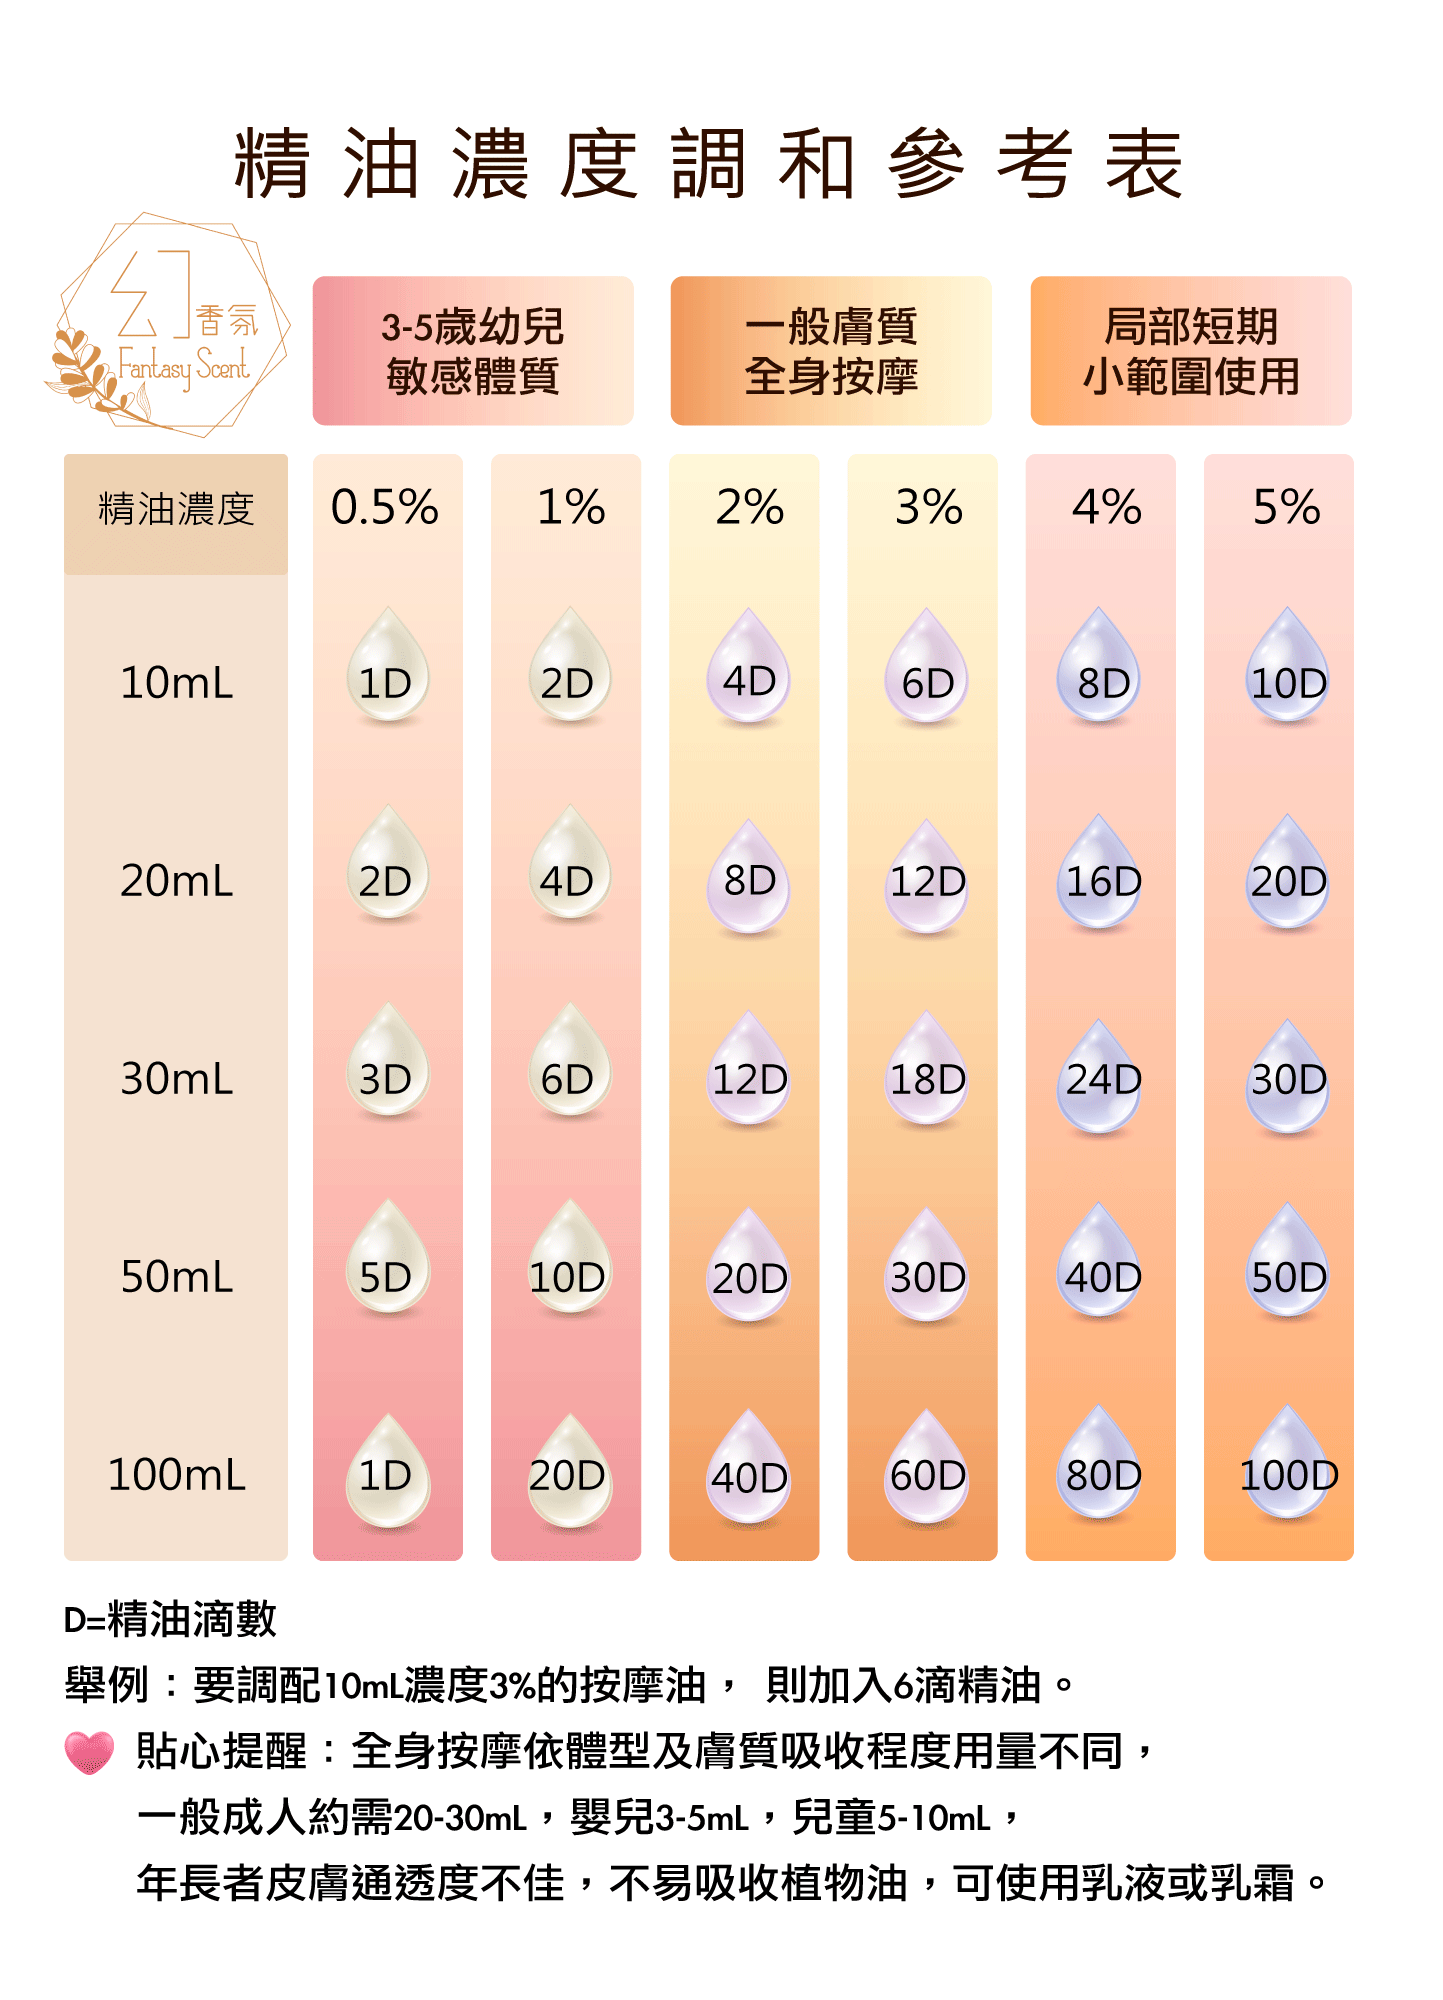 精油濃度調和參考表
幻香氛
Fantasy Scent
3-5歲幼兒
敏感體質
一般膚質
全身按摩
局部短期
小範圍使用
精油濃度 0.5% 1% 2% 3% 4% 5%
10mL 1D 2D 4D 6D 8D 10D
20mL 2D 4D 8D 12D 16D 20D
30mL 3D 6D 12D 18D 24D 30D
50mL 5D 10D 20D 30D 40D 50D
100mL 1D 20D 40D 60D 80D 100D
D=精油滴數
舉例：要調配10mL濃度3%的按摩油， 則加入6滴精油。
貼心提醒：全身按摩依體型及膚質吸收程度用量不同，
一般成人約需20-30mL，嬰兒3-5mL，兒童5-10mL，
年長者皮膚通透度不佳，不易吸收植物油，可使用乳液或乳霜。